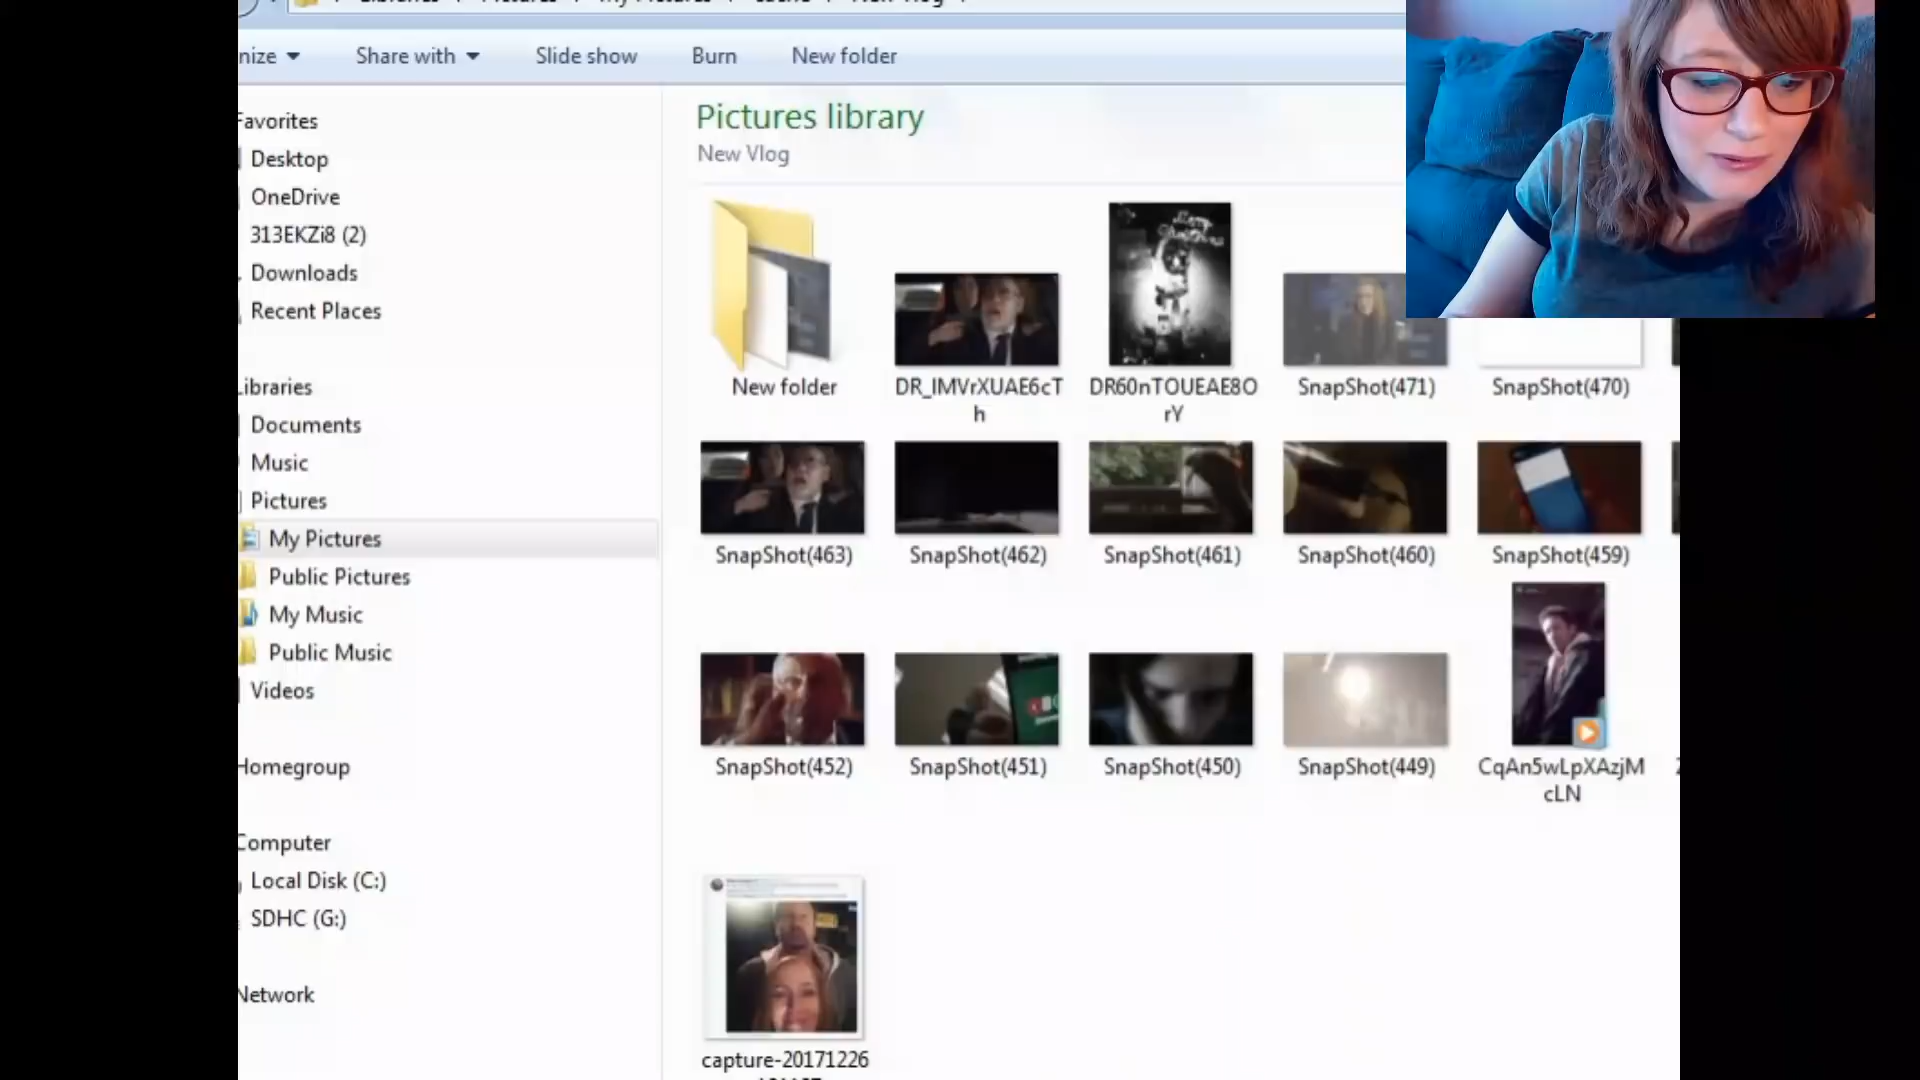 nize
Share with
Slide show
Burn
New folder
Favorites
Desktop
OneDrive
313EKZi8 (2)
Downloads
Recent Places
Libraries
Documents
Music
Pictures
My Pictures
Public Pictures
My Music
Public Music
Videos
Homegroup
Computer
Local Disk (C:)
SDHC (G:)
Network
Pictures library
New Vlog
New folder
DR_IMVrXUAE6cT
h
DR60nTOUEAE8O
rY
SnapShot(471)
SnapShot(470)
SnapShot(463)
SnapShot(462)
SnapShot(461)
SnapShot(460)
SnapShot(459)
SnapShot(452)
SnapShot(451)
SnapShot(450)
SnapShot(449)
CqAn5wLpXAzjM
cLN
capture-20171226